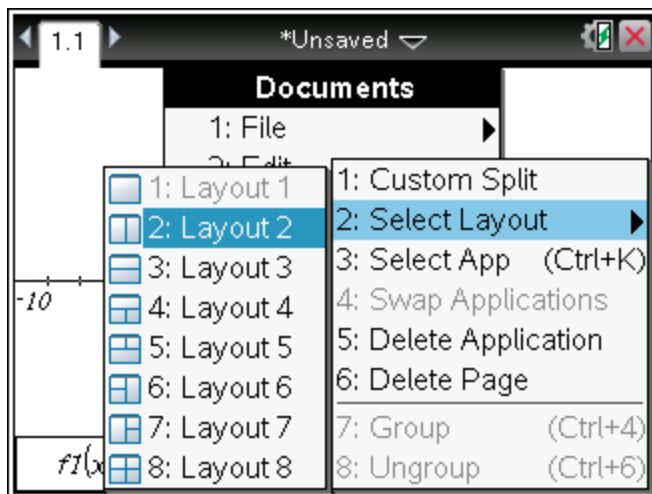 1.1 *Unsaved
Documents
1: File
2: Edit
1: Layout 1
2: Layout 2
3: Layout 3
4: Layout 4
5: Layout 5
6: Layout 6
7: Layout 7
8: Layout 8
1: Custom Split
2: Select Layout
3: Select App (Ctrl+K)
4: Swap Applications
5: Delete Application
6: Delete Page
7: Group (Ctrl+4)
8: Ungroup (Ctrl+6)
-10
f1(x